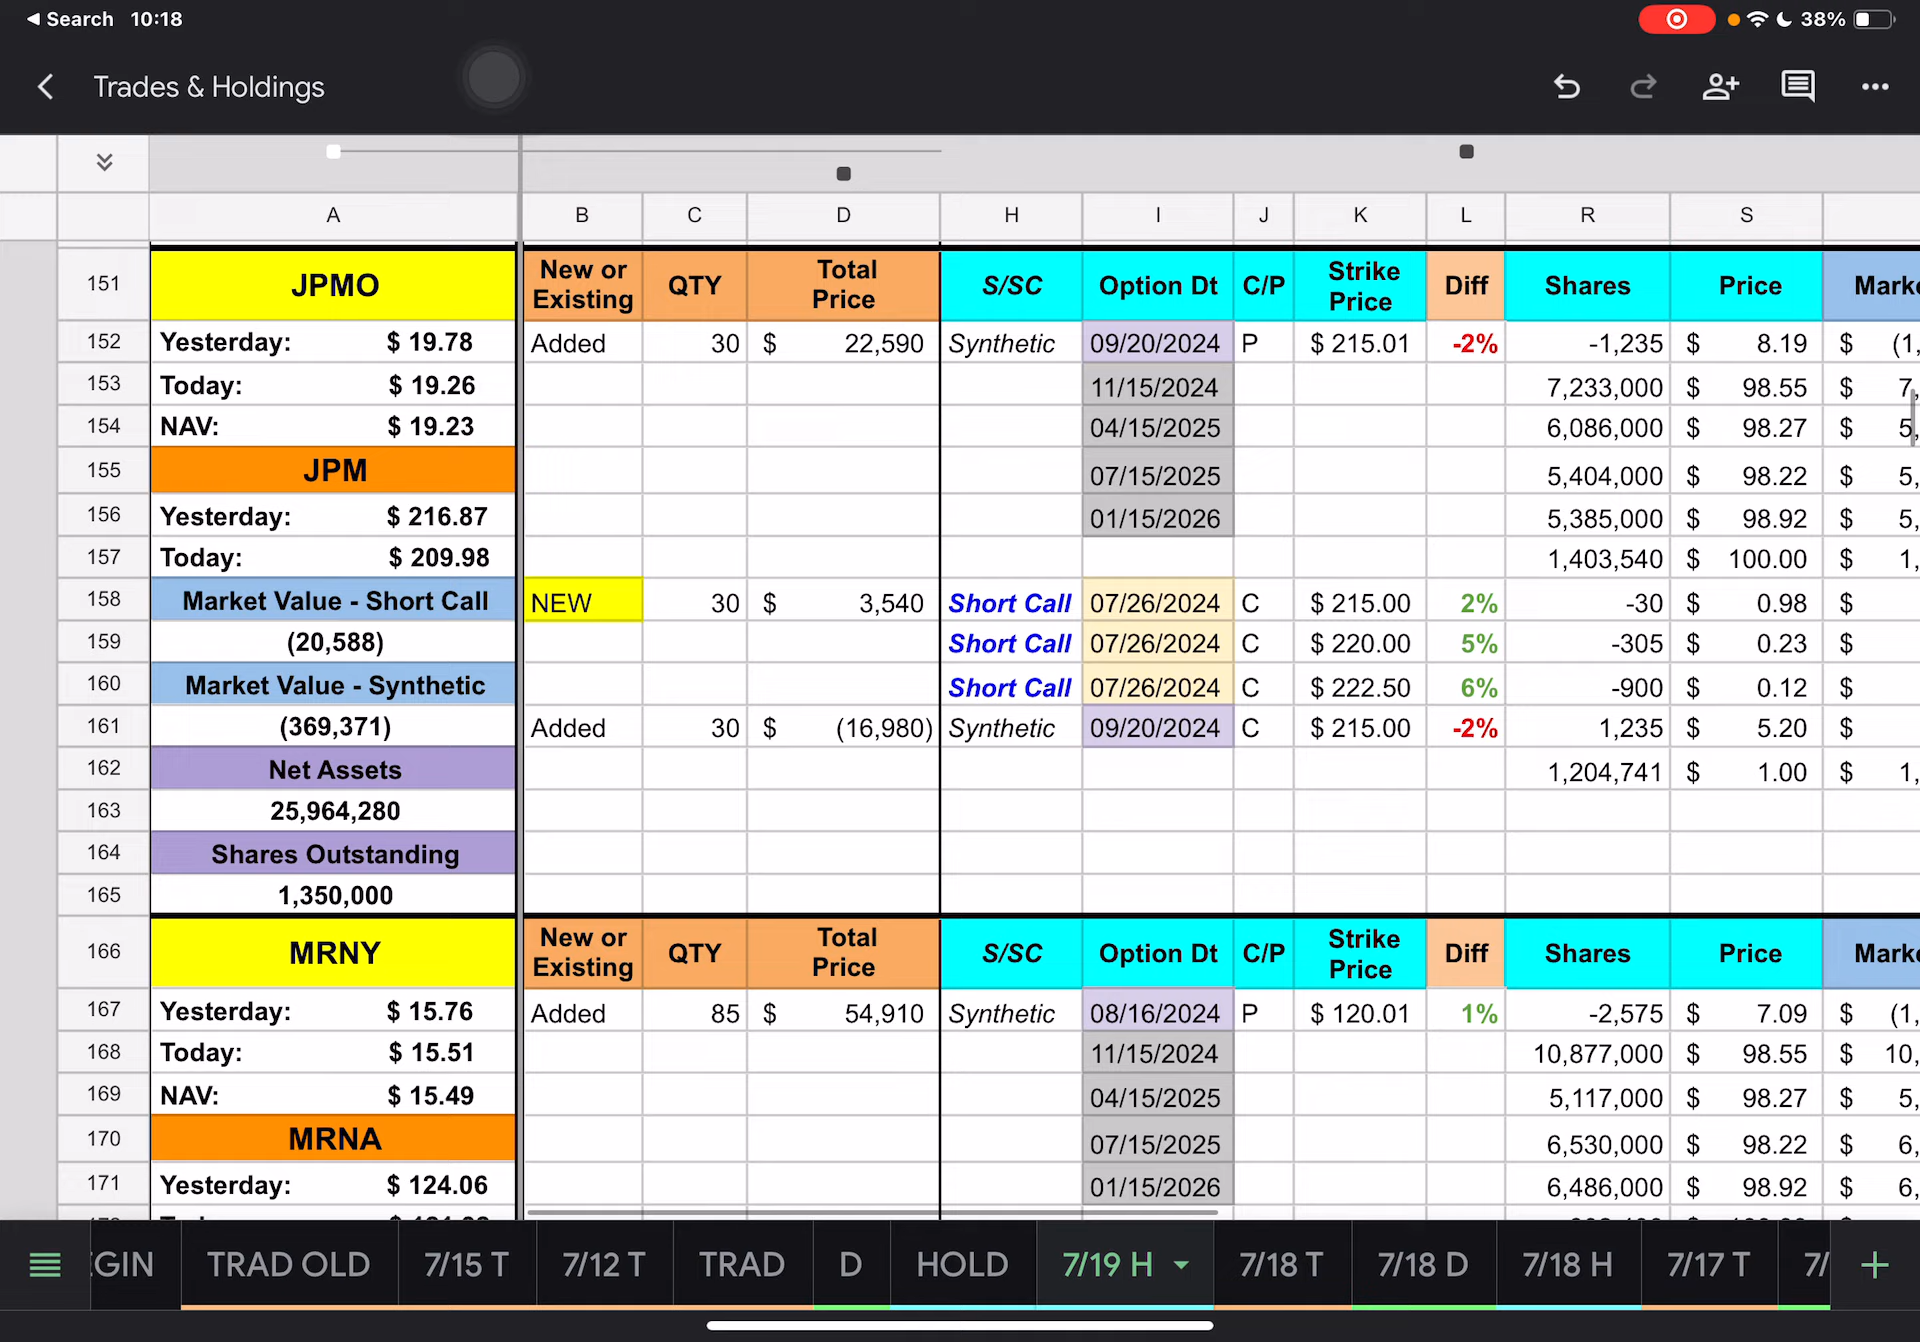 Search 10:18 38%
Trades & Holdings
A B C D H I J K L R S
151 JPMO New or Existing QTY Total Price S/SC Option Dt C/P Strike Price Diff Shares Price
152 Yesterday: $ 19.78 Added 30 $ 22,590 Synthetic 09/20/2024 P $ 215.01 -2% -1,235 $ 8.19 $ (1,
153 Today: $ 19.26 11/15/2024 7,233,000 $ 98.55 $ 7,
154 NAV: $ 19.23 04/15/2025 6,086,000 $ 98.27 $ 5,
155 JPM 07/15/2025 5,404,000 $ 98.22 $ 5,
156 Yesterday: $ 216.87 01/15/2026 5,385,000 $ 98.92 $ 5,
157 Today: $ 209.98 1,403,540 $ 100.00 $ 1,
158 Market Value - Short Call NEW 30 $ 3,540 Short Call 07/26/2024 C $ 215.00 2% -30 $ 0.98 $
159 (20,588) Short Call 07/26/2024 C $ 220.00 5% -305 $ 0.23 $
160 Market Value - Synthetic Short Call 07/26/2024 C $ 222.50 6% -900 $ 0.12 $
161 (369,371) Added 30 $ (16,980) Synthetic 09/20/2024 C $ 215.00 -2% 1,235 $ 5.20 $
162 Net Assets 1,204,741 $ 1.00 $ 1,
163 25,964,280
164 Shares Outstanding
165 1,350,000
166 MRNY New or Existing QTY Total Price S/SC Option Dt C/P Strike Price Diff Shares Price
167 Yesterday: $ 15.76 Added 85 $ 54,910 Synthetic 08/16/2024 P $ 120.01 1% -2,575 $ 7.09 $ (1,
168 Today: $ 15.51 11/15/2024 10,877,000 $ 98.55 $ 10,
169 NAV: $ 15.49 04/15/2025 5,117,000 $ 98.27 $ 5,
170 MRNA 07/15/2025 6,530,000 $ 98.22 $ 6,
171 Yesterday: $ 124.06 01/15/2026 6,486,000 $ 98.92 $ 6,
TRAD OLD 7/15 T 7/12 T TRAD D HOLD 7/19 H 7/18 T 7/18 D 7/18 H 7/17 T 7/